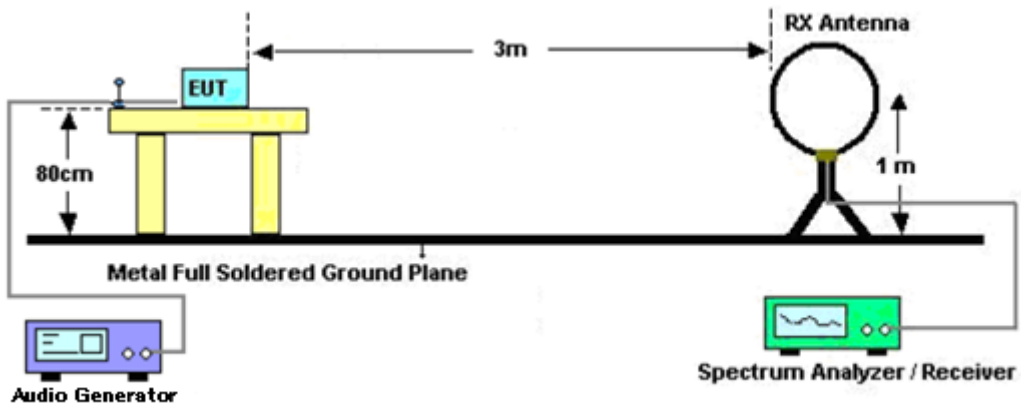 RX Antenna
3m
EUT
80cm
1 m
Metal Full Soldered Ground Plane
Audio Generator
Spectrum Analyzer / Receiver